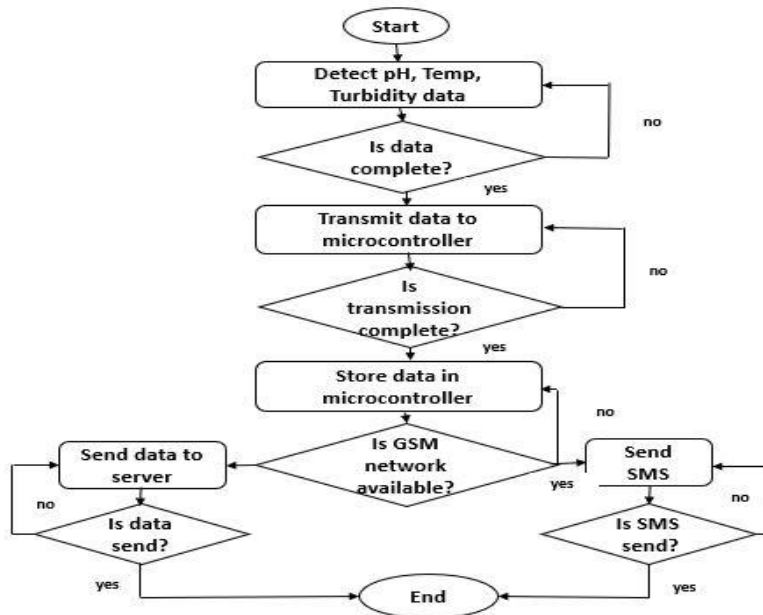 Start
Detect pH, Temp,
Turbidity data
no
Is data
complete?
yes
Transmit data to
microcontroller
no
Is
transmission
complete?
yes
Store data in
microcontroller
no
Is GSM
network
available?
yes
Send data to
server
no
Is data
send?
yes
Send
SMS
no
Is SMS
send?
yes
End